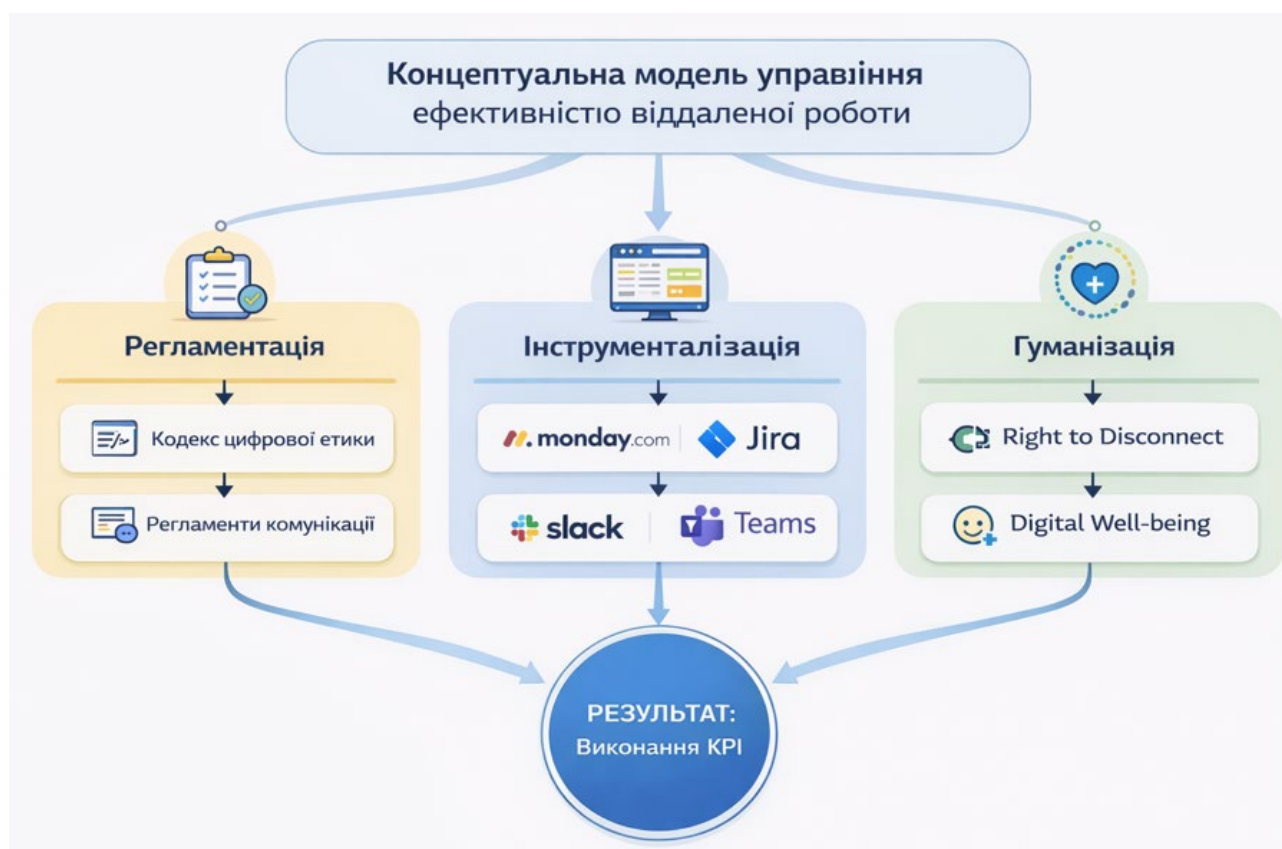 Концептуальна модель управіння
ефективністю віддаленої роботи
Регламентація
Кодекс цифрової етики
Регламенти комунікації
Інструменталізація
monday.com
Jira
slack
Teams
Гуманізація
Right to Disconnect
Digital Well-being
РЕЗУЛЬТАТ:
Виконання KPI